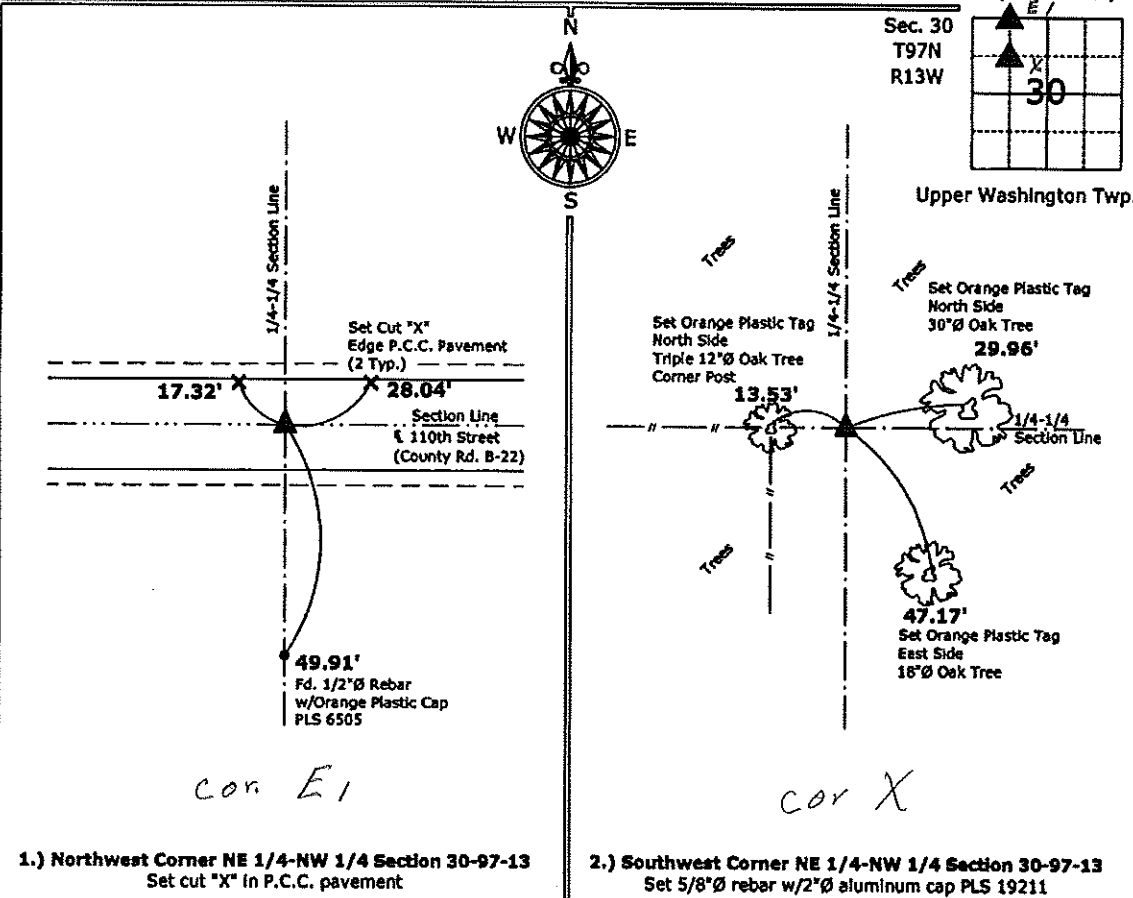 N
W
E
S
Sec. 30
T97N
R13W
E1
X
30
Upper Washington Twp.
1/4-1/4 Section Line
Set Cut "X"
Edge P.C.C. Pavement
(2 Typ.)
17.32'
28.04'
Section Line
℄ 110th Street
(County Rd. B-22)
49.91'
Fd. 1/2"Ø Rebar
w/Orange Plastic Cap
PLS 6505
cor. E1
1.) Northwest Corner NE 1/4-NW 1/4 Section 30-97-13
Set cut "X" in P.C.C. pavement
Trees
1/4-1/4 Section Line
Trees
Set Orange Plastic Tag
North Side
30"Ø Oak Tree
29.96'
Set Orange Plastic Tag
North Side
Triple 12"Ø Oak Tree
Corner Post
13.53'
1/4-1/4
Section Line
Trees
Trees
47.17'
Set Orange Plastic Tag
East Side
18"Ø Oak Tree
cor X
2.) Southwest Corner NE 1/4-NW 1/4 Section 30-97-13
Set 5/8"Ø rebar w/2"Ø aluminum cap PLS 19211